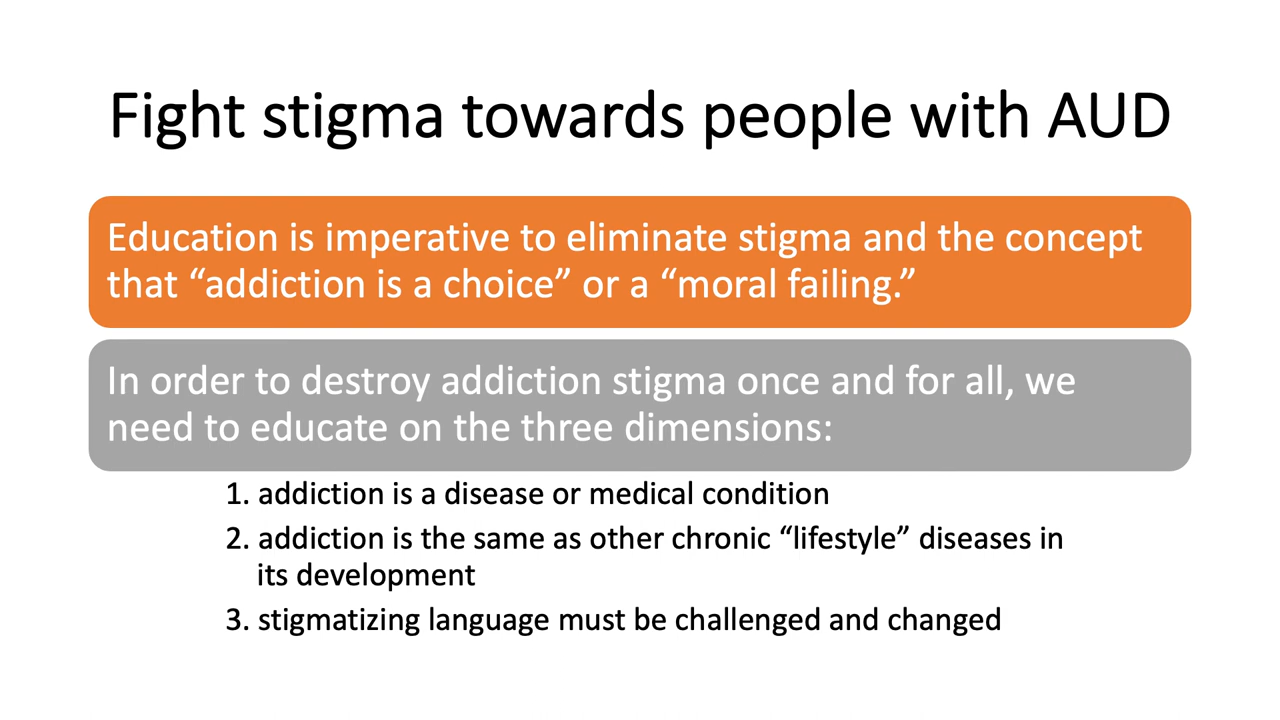 Fight stigma towards people with AUD
Education is imperative to eliminate stigma and the concept
that “addiction is a choice” or a “moral failing.”
In order to destroy addiction stigma once and for all, we
need to educate on the three dimensions:
1. addiction is a disease or medical condition
2. addiction is the same as other chronic “lifestyle” diseases in
its development
3. stigmatizing language must be challenged and changed